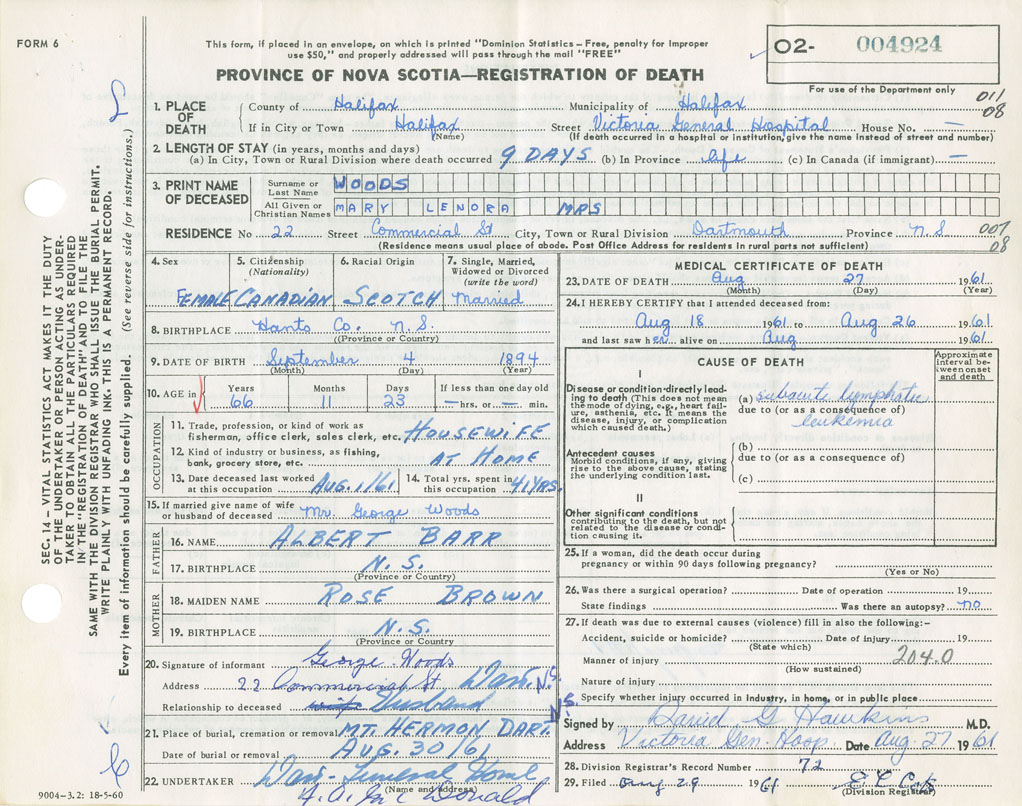 FORM 6
This form, if placed in an envelope, on which is printed "Dominion Statistics – Free, penalty for improper
use $50," and properly addressed will pass through the mail "FREE"
O2- 004924
PROVINCE OF NOVA SCOTIA—REGISTRATION OF DEATH
For use of the Department only
011
08
1. PLACE OF DEATH
County of Halifax Municipality of Halifax
If in City or Town Halifax Street Victoria General Hospital House No. —
(Name) (If death occurred in a hospital or institution, give the name instead of street and number)
2. LENGTH OF STAY (in years, months and days)
(a) In City, Town or Rural Division where death occurred 9 DAYS (b) In Province life (c) In Canada (if immigrant) —
3. PRINT NAME OF DECEASED
Surname or Last Name WOODS
All Given or Christian Names MARY LENORA MRS
RESIDENCE No 22 Street Commercial St City, Town or Rural Division Dartmouth Province N S
007
08
(Residence means usual place of abode. Post Office Address for residents in rural parts not sufficient)
4. Sex FEMALE
5. Citizenship (Nationality) CANADIAN
6. Racial Origin SCOTCH
7. Single, Married, Widowed or Divorced (write the word) Married
8. BIRTHPLACE Hants Co. N.S.
(Province or Country)
9. DATE OF BIRTH September 4 1894
(Month) (Day) (Year)
10. AGE in
Years Months Days If less than one day old
66 11 23 — hrs. or — min.
OCCUPATION
11. Trade, profession, or kind of work as
fisherman, office clerk, sales clerk, etc. HOUSEWIFE
12. Kind of industry or business, as fishing,
bank, grocery store, etc. AT HOME
13. Date deceased last worked
at this occupation AUG. 1/61
14. Total yrs. spent in
this occupation 41 YRS.
15. If married give name of wife
or husband of deceased Mr. George Woods
FATHER
16. NAME ALBERT BARR
17. BIRTHPLACE N.S.
(Province or Country)
MOTHER
18. MAIDEN NAME ROSE BROWN
19. BIRTHPLACE N.S.
(Province or Country
20. Signature of informant George Woods
Address 22 Commercial St Dart. N.S.
Relationship to deceased Husband
21. Place of burial, cremation or removal MT. HERMON DART. N.S.
Date of burial or removal AUG. 30/61
22. UNDERTAKER Dart. Funeral Home
(Name and address)
Donald
MEDICAL CERTIFICATE OF DEATH
23. DATE OF DEATH Aug 27 1961
(Month) (Day) (Year)
24. I HEREBY CERTIFY that I attended deceased from:
Aug 18 1961 to Aug 26 1961
and last saw her alive on Aug 1961
CAUSE OF DEATH
Approximate
interval be-
tween onset
and death
I
Disease or condition directly lead-
ing to death (This does not mean
the mode of dying, e.g., heart fail-
ure, asthenia, etc. It means the
disease, injury, or complication
which caused death.)
(a) subacute lymphatic
due to (or as a consequence of)
leukemia
Antecedent causes
Morbid conditions, if any, giving
rise to the above cause, stating
the underlying condition last.
(b)
due to (or as a consequence of)
(c)
II
Other significant conditions
contributing to the death, but not
related to the disease or condi-
tion causing it.
25. If a woman, did the death occur during
pregnancy or within 90 days following pregnancy?
(Yes or No)
26. Was there a surgical operation? Date of operation 19
State findings Was there an autopsy? no
27. If death was due to external causes (violence) fill in also the following:-
Accident, suicide or homicide? Date of injury 19
(State which)
Manner of injury 204.0
(How sustained)
Nature of injury
Specify whether injury occurred in industry, in home, or in public place
Signed by David G Hawkins M.D.
Address Victoria Gen. Hosp. Date Aug. 27 1961
28. Division Registrar's Record Number 72
29. Filed Aug 29 1961
(Division Registrar)
SEC. 14 – VITAL STATISTICS ACT MAKES IT THE DUTY
OF THE UNDERTAKER OR PERSON ACTING AS UNDER-
TAKER TO OBTAIN ALL THE PARTICULARS REQUIRED
IN THE "REGISTRATION OF DEATH" AND TO FILE THE
SAME WITH THE DIVISION REGISTRAR WHO SHALL ISSUE THE BURIAL PERMIT.
WRITE PLAINLY WITH UNFADING INK. THIS IS A PERMANENT RECORD.
Every item of information should be carefully supplied. (See reverse side for instructions.)
9004-3.2: 18-5-60